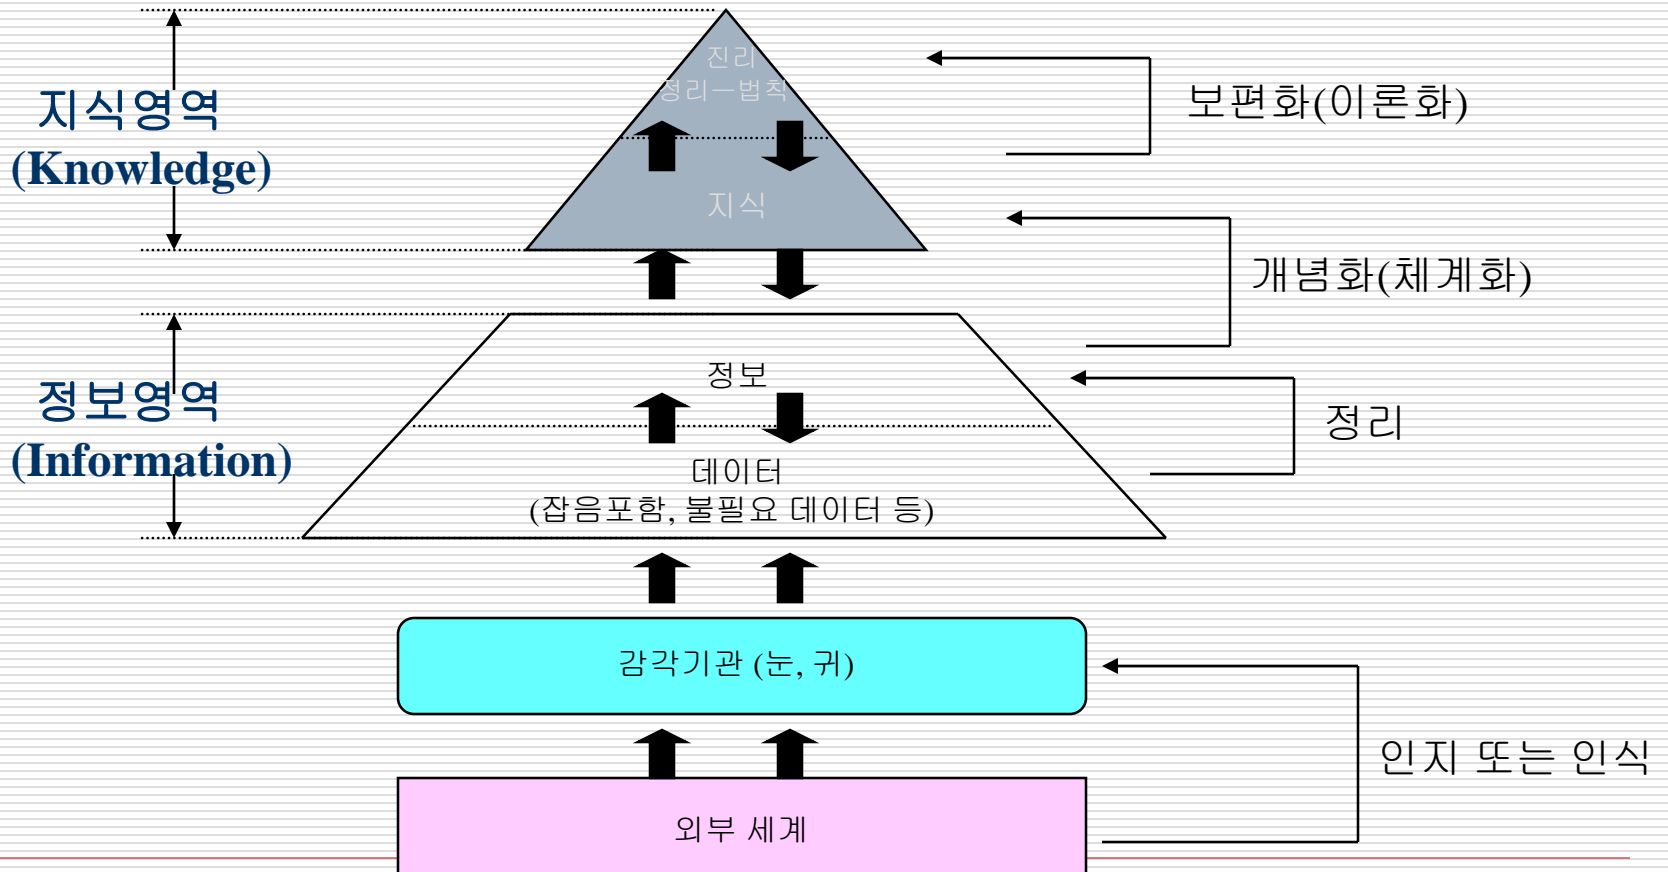 진리
정리—법칙
지식영역
(Knowledge)
보편화(이론화)
지식
개념화(체계화)
정보
정보영역
(Information)
정리
데이터
(잡음포함, 불필요 데이터 등)
감각기관 (눈, 귀)
인지 또는 인식
외부 세계